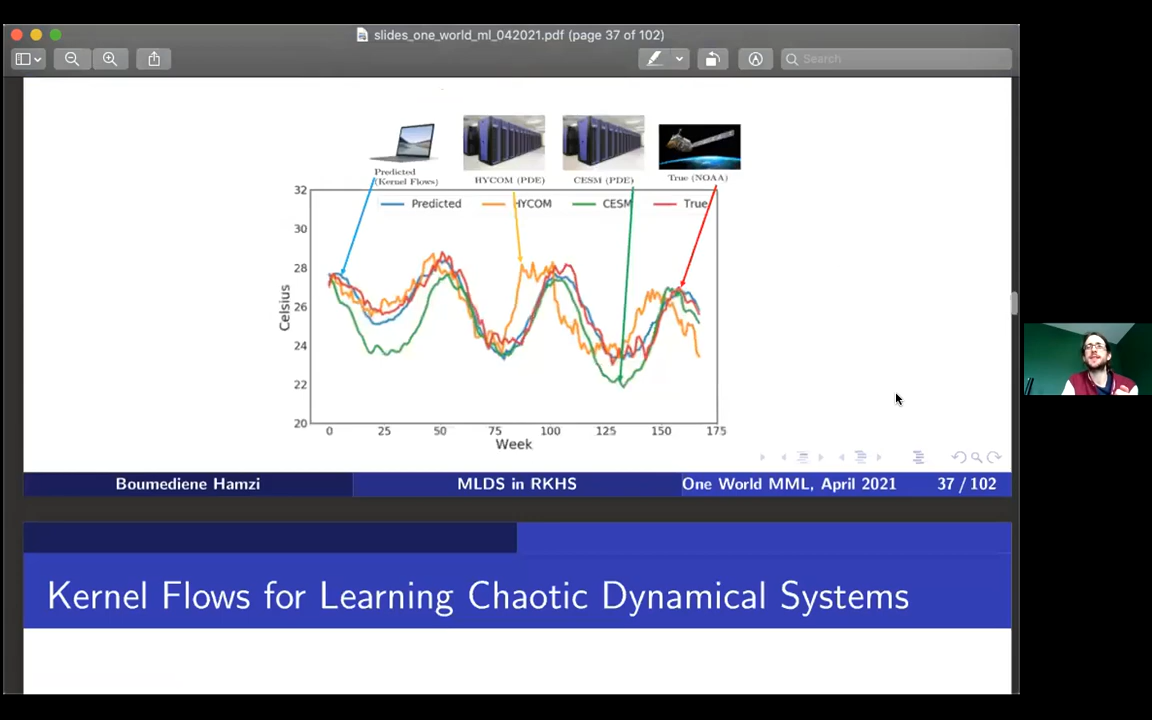 slides_one_world_ml_042021.pdf (page 37 of 102)
Search
Predicted
(Kernel Flows)
HYCOM (PDE)
CESM (PDE)
True (NOAA)
Predicted
HYCOM
CESM
True
Celsius
32
30
28
26
24
22
20
0
25
50
75
100
125
150
175
Week
Boumediene Hamzi
MLDS in RKHS
One World MML, April 2021
37 / 102
Kernel Flows for Learning Chaotic Dynamical Systems